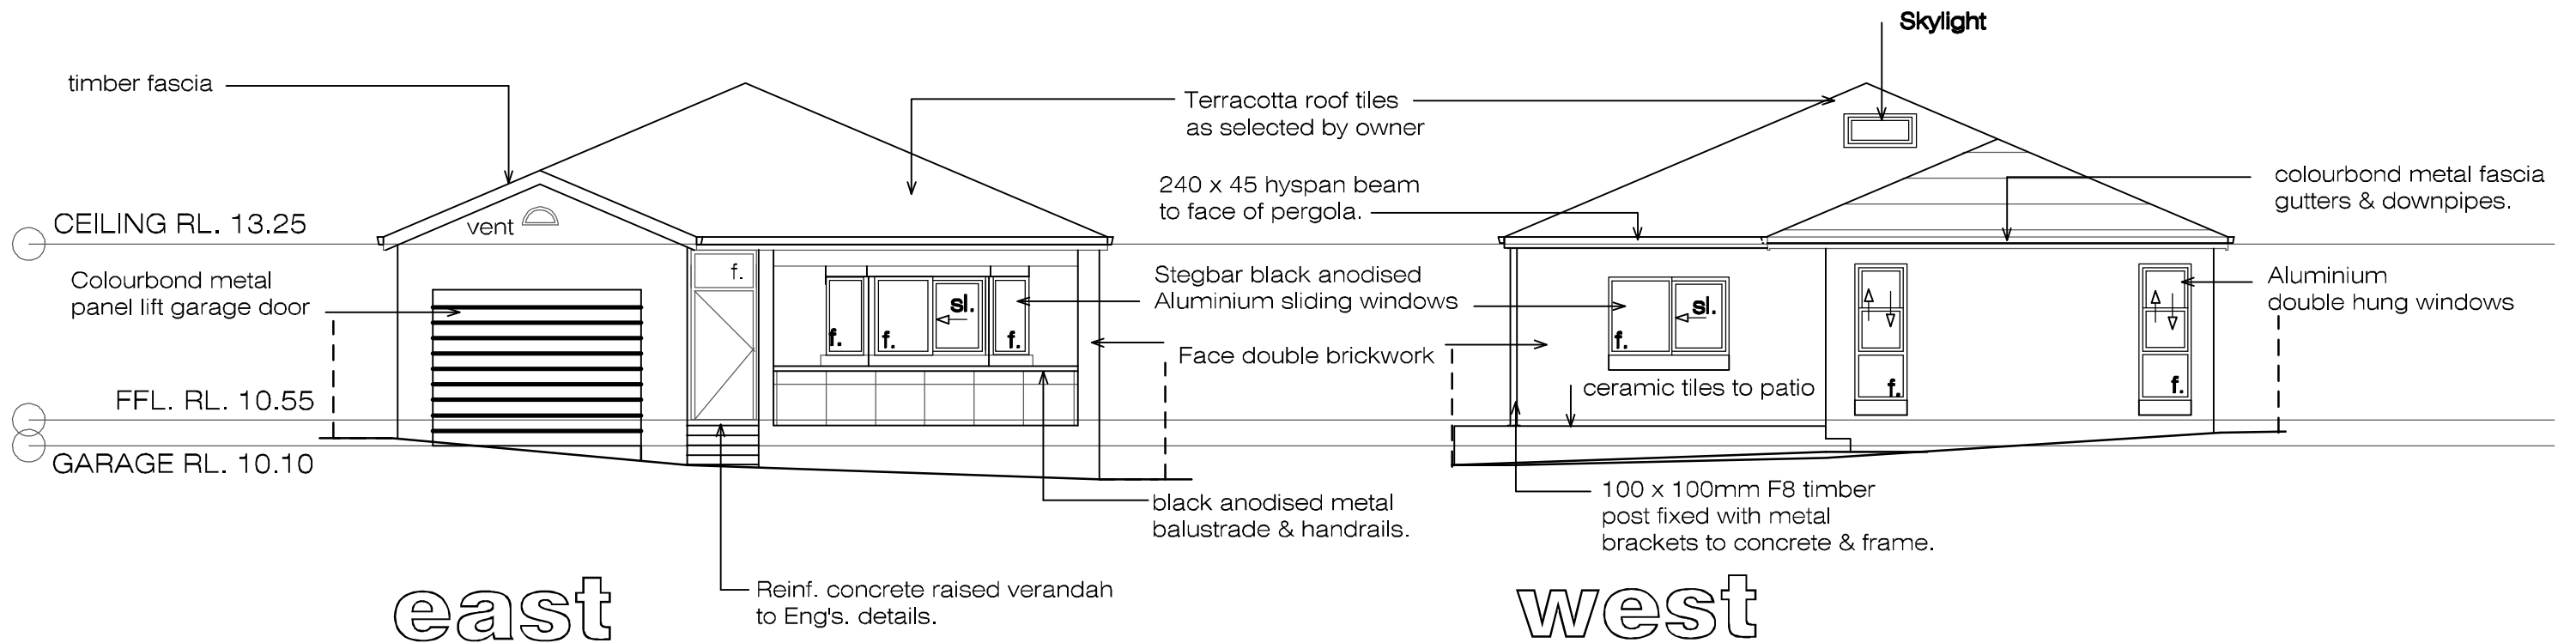 Skylight
timber fascia
Terracotta roof tiles
as selected by owner
240 x 45 hyspan beam
to face of pergola.
colourbond metal fascia
gutters & downpipes.
CEILING RL. 13.25
vent
Colourbond metal
panel lift garage door
f.
f.
f.
sl.
f.
Stegbar black anodised
Aluminium sliding windows
f.
sl.
Aluminium
double hung windows
Face double brickwork
ceramic tiles to patio
f.
f.
FFL. RL. 10.55
GARAGE RL. 10.10
black anodised metal
balustrade & handrails.
100 x 100mm F8 timber
post fixed with metal
brackets to concrete & frame.
Reinf. concrete raised verandah
to Eng's. details.
east
west